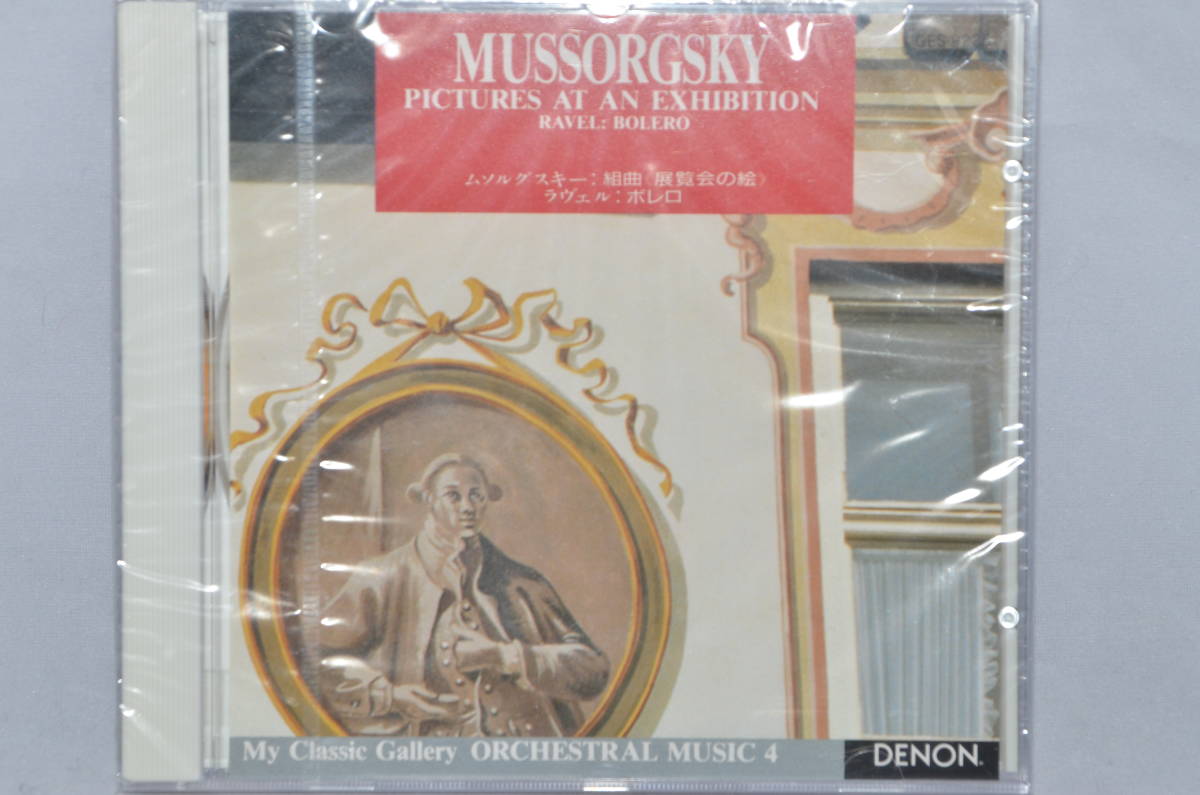 MUSSORGSKY
PICTURES AT AN EXHIBITION
RAVEL: BOLERO
ムソルグスキー：組曲《展覧会の絵》
ラヴェル：ボレロ
My Classic Gallery ORCHESTRAL MUSIC 4
DENON®